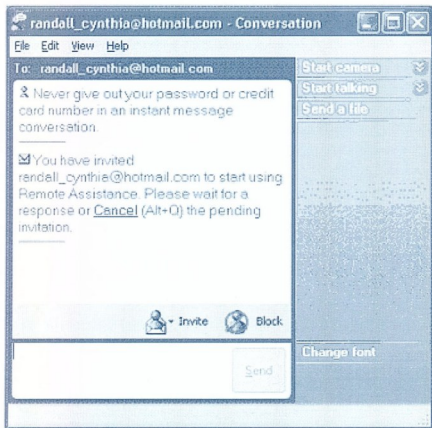 randall_cynthia@hotmail.com - Conversation
File Edit View Help
To: randall_cynthia@hotmail.com
Never give out your password or credit
card number in an instant message
conversation.
You have invited
randall_cynthia@hotmail.com to start using
Remote Assistance. Please wait for a
response or Cancel (Alt+Q) the pending
invitation.
Invite Block
Send
Start camera
Start talking
Send a file
Change font